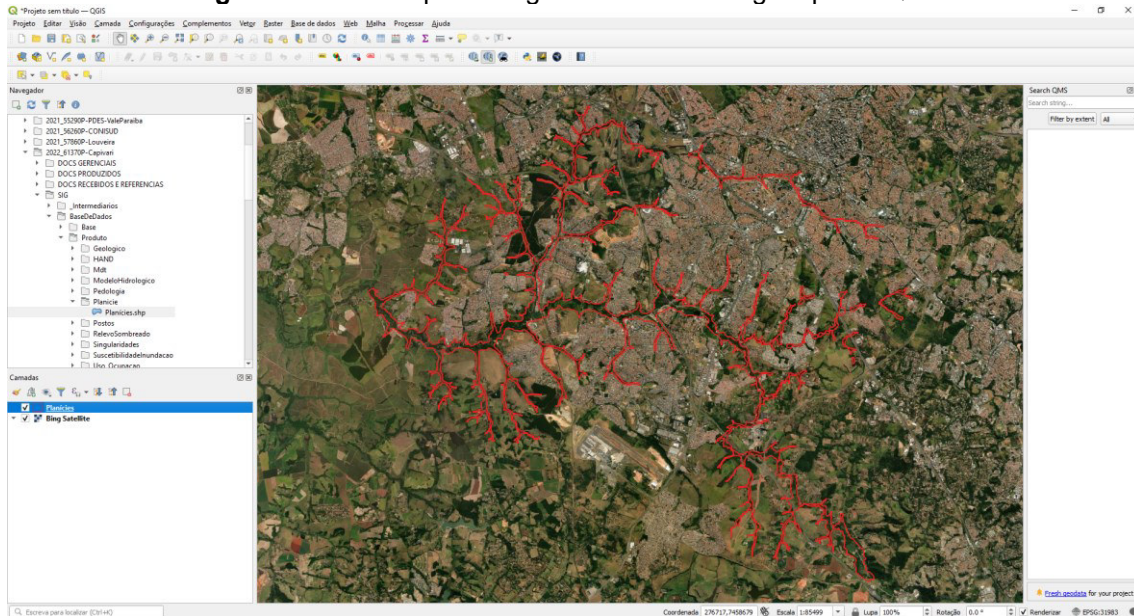 *Projeto sem título — QGIS
Projeto Editar Visão Camada Configurações Complementos Vetor Raster Base de dados Web Malha Processar Ajuda
Navegador
2021_55290P-PDES-ValeParaiba
2021_56260P-CONISUD
2021_57860P-Louveira
2022_61370P-Capivari
DOCS GERENCIAIS
DOCS PRODUZIDOS
DOCS RECEBIDOS E REFERENCIAS
SIG
_Intermediarios
BaseDeDados
Base
Produto
Geologico
HAND
Mdt
ModeloHidrologico
Pedologia
Planicie
Planicies.shp
Postos
RelevoSombreado
Singularidades
SuscetibilidadeInundacao
Uso_Ocupacao
Camadas
Planicies
Bing Satellite
Search QMS
Search string...
Filter by extent All
Fresh geodata for your project
Escreva para localizar (Ctrl+K)
Coordenada 276717,7458679 Escala 1:85499 Lupa 100% Rotação 0.0 ° Renderizar EPSG:31983